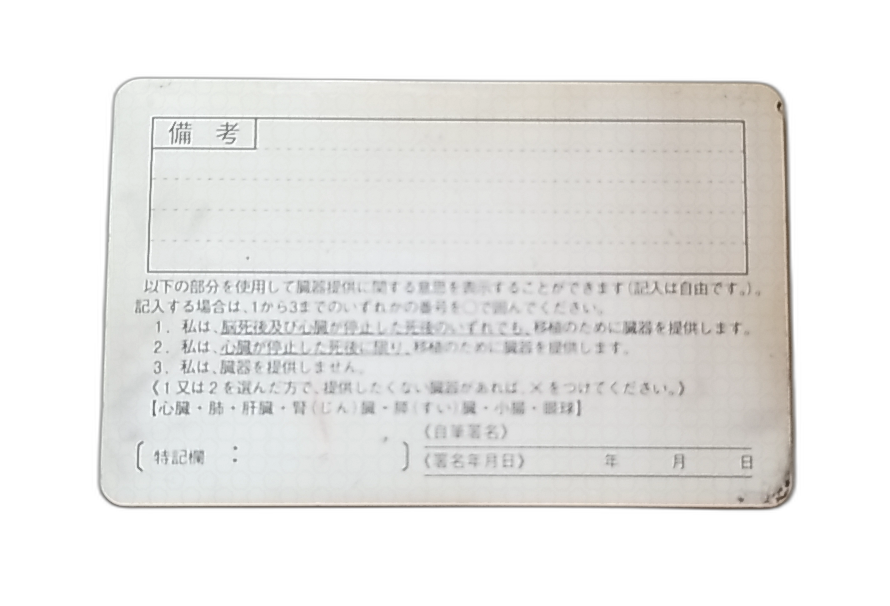 備 考
以下の部分を使用して臓器提供に関する意思を表示することができます(記入は自由です。)。
記入する場合は、1から3までのいずれかの番号を〇で囲んでください。
1. 私は、脳死後及び心臓が停止した死後のいずれでも、移植のために臓器を提供します。
2. 私は、心臓が停止した死後に限り、移植のために臓器を提供します。
3. 私は、臓器を提供しません。
《1又は2を選んだ方で、提供したくない臓器があれば、×をつけてください。》
【心臓・肺・肝臓・腎(じん)臓・膵(すい)臓・小腸・眼球】
《自筆署名》
〔特記欄 : 〕
《署名年月日》 年 月 日